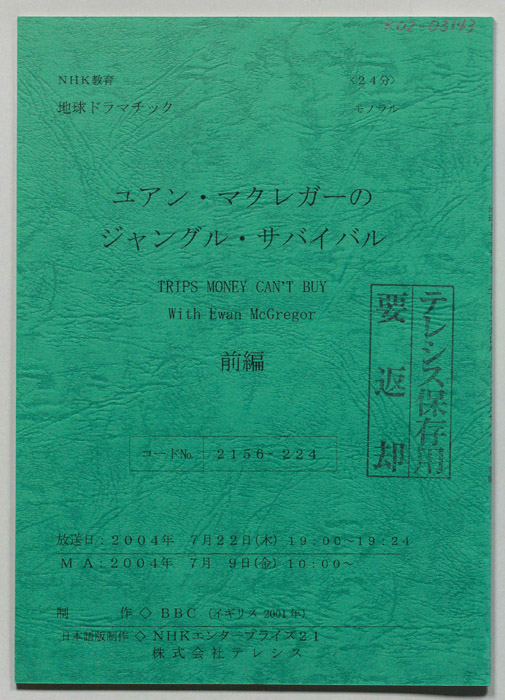 K02-03143
NHK教育 〈24分〉
地球ドラマチック モノラル
ユアン・マクレガーの
ジャングル・サバイバル
TRIPS MONEY CAN'T BUY
With Ewan McGregor
前編
テレシス保存用
要返却
コードNo. 2156-224
放送日:2004年 7月22日(木) 19:00~19:24
MA:2004年 7月 9日(金) 10:00~
制 作◇BBC (イギリス 2001年)
日本語版制作◇NHKエンタープライズ21
株式会社テレシス